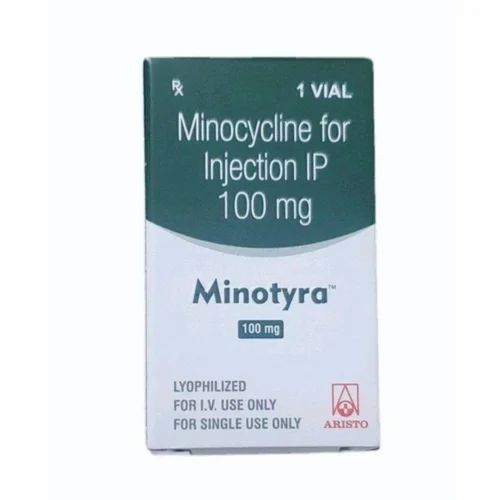 Rx 1 VIAL
Minocycline for
Injection IP
100 mg
Minotyra™
100 mg
LYOPHILIZED
FOR I.V. USE ONLY
FOR SINGLE USE ONLY
ARISTO